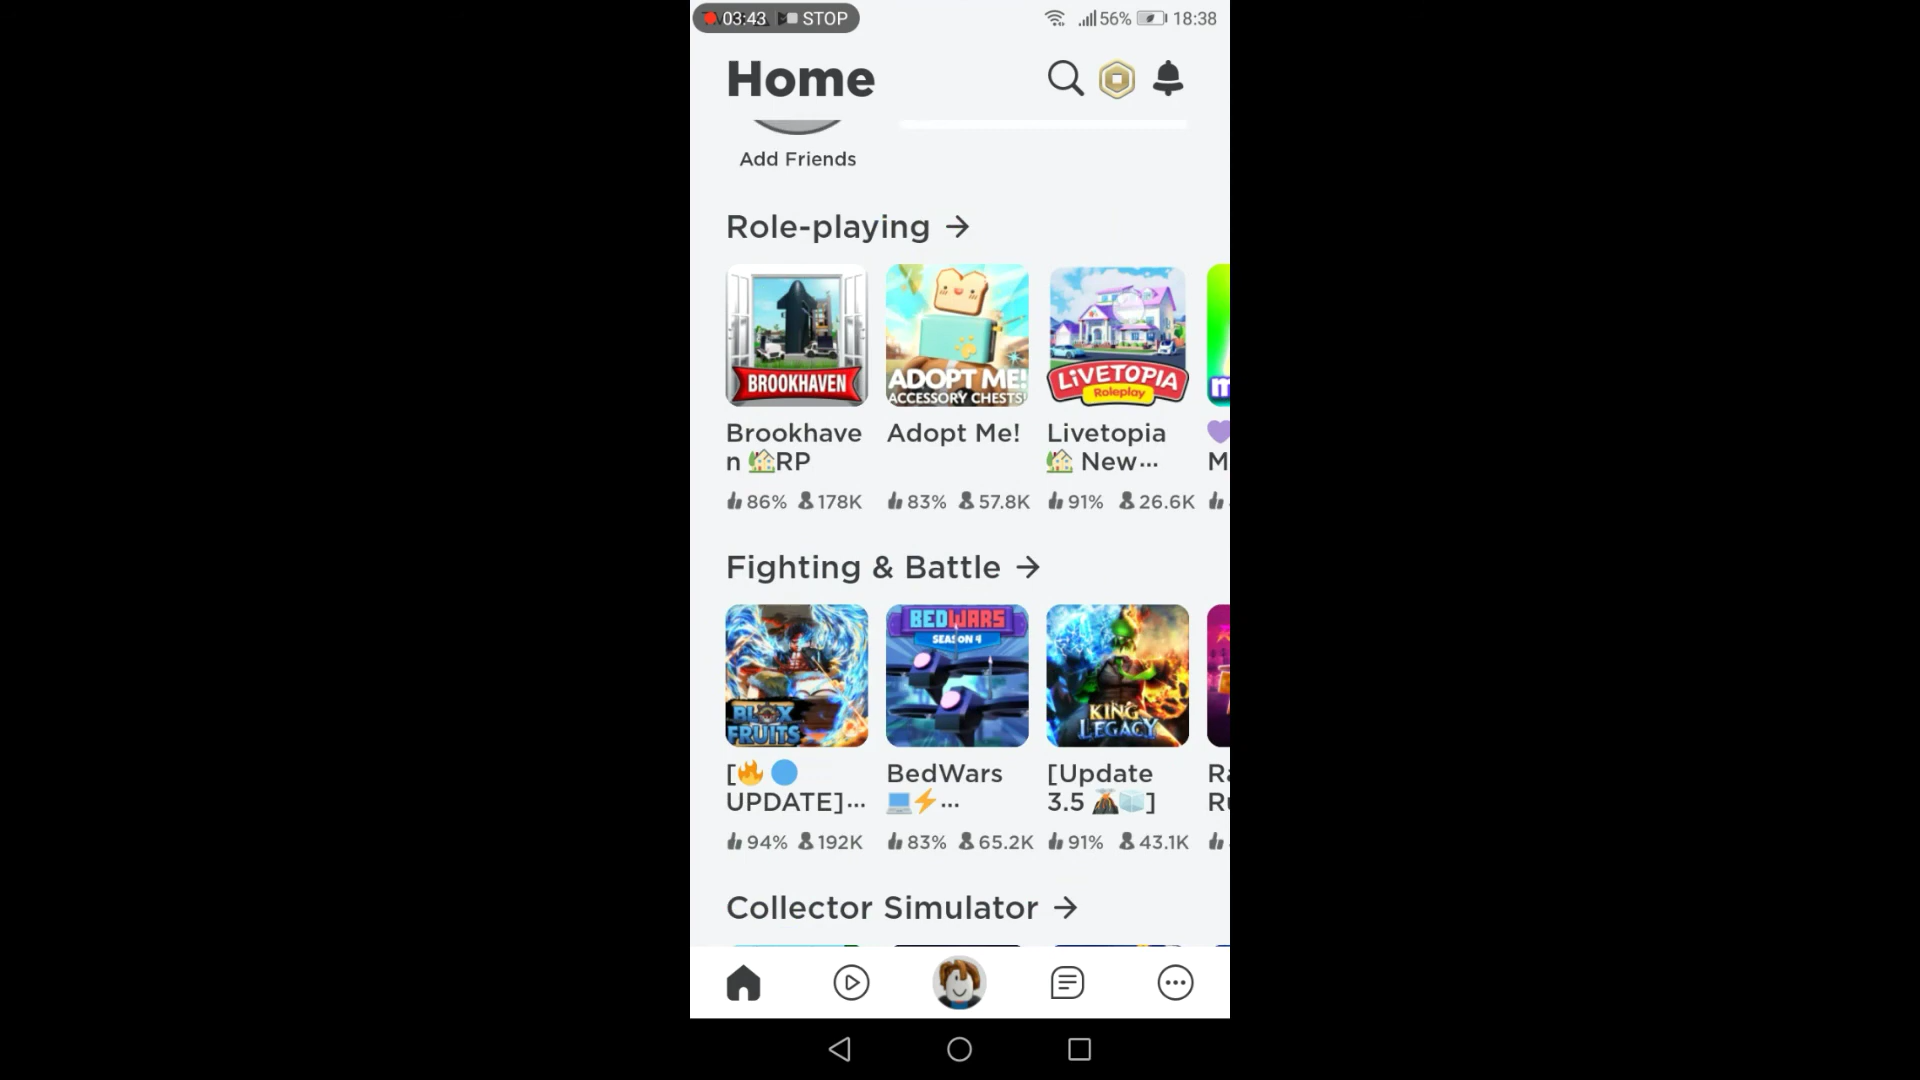 03:43 STOP 56% 18:38
Home
Add Friends
Role-playing →
BROOKHAVEN
ADOPT ME!
ACCESSORY CHESTS!
LIVETOPIA
Roleplay
Brookhave
n 🏡RP
Adopt Me!
Livetopia
🏡 New...
💜
M
86% 178K
83% 57.8K
91% 26.6K
Fighting & Battle →
BLOX
FRUITS
BEDWARS
SEASON 4
KING
LEGACY
[🔥🔵
UPDATE]...
BedWars
💻⚡...
[Update
3.5 🌋🧊]
Ra
Ru
94% 192K
83% 65.2K
91% 43.1K
Collector Simulator →